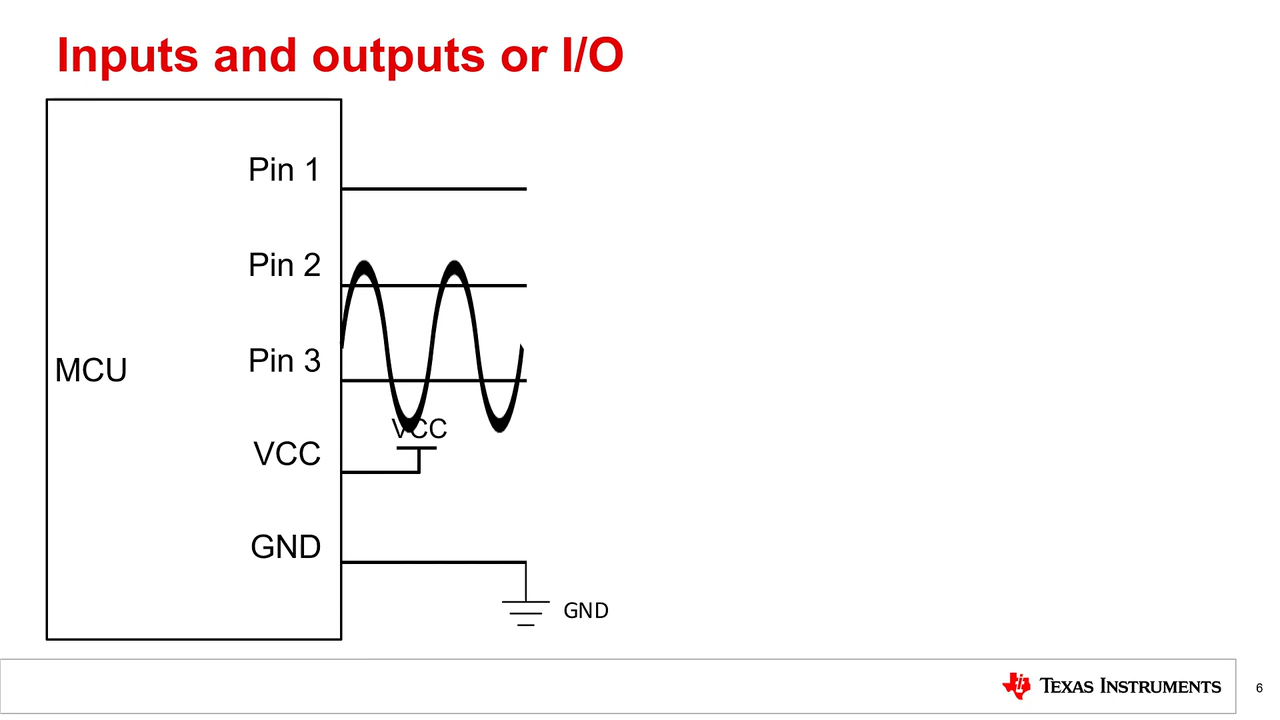 Inputs and outputs or I/O
Pin 1
Pin 2
Pin 3
MCU
VCC
VCC
GND
GND
TEXAS INSTRUMENTS
6